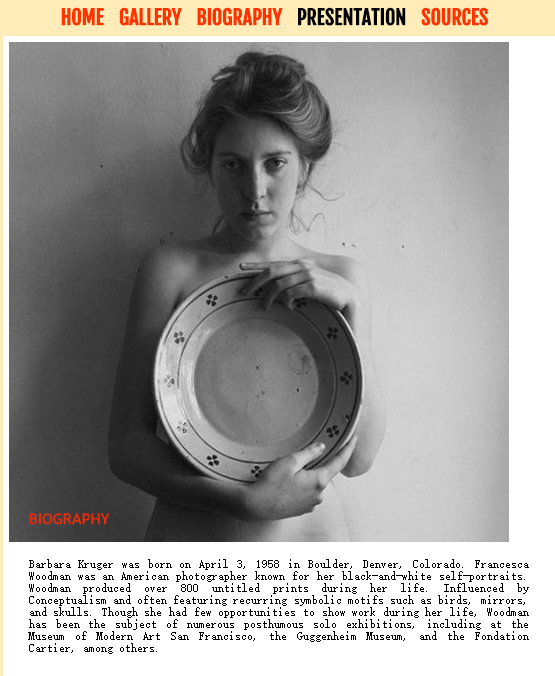 HOME GALLERY BIOGRAPHY PRESENTATION SOURCES
BIOGRAPHY
Barbara Kruger was born on April 3, 1958 in Boulder, Denver, Colorado. Francesca
Woodman was an American photographer known for her black-and-white self-portraits.
Woodman produced over 800 untitled prints during her life. Influenced by
Conceptualism and often featuring recurring symbolic motifs such as birds, mirrors,
and skulls. Though she had few opportunities to show work during her life, Woodman
has been the subject of numerous posthumous solo exhibitions, including at the
Museum of Modern Art San Francisco, the Guggenheim Museum, and the Fondation
Cartier, among others.